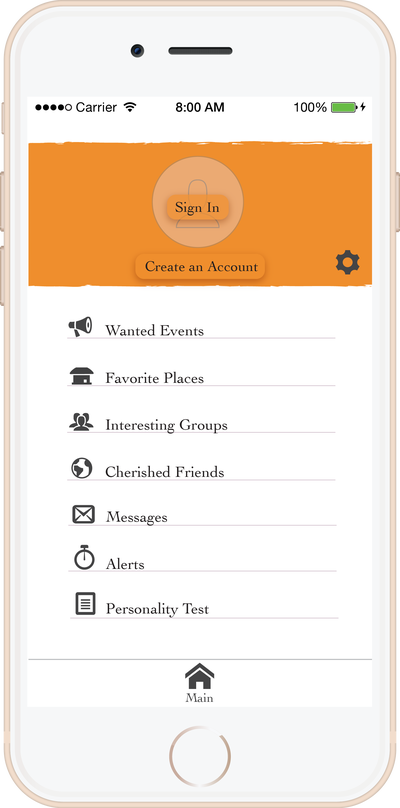 Carrier 8:00 AM 100%
Sign In
Create an Account
Wanted Events
Favorite Places
Interesting Groups
Cherished Friends
Messages
Alerts
Personality Test
Main